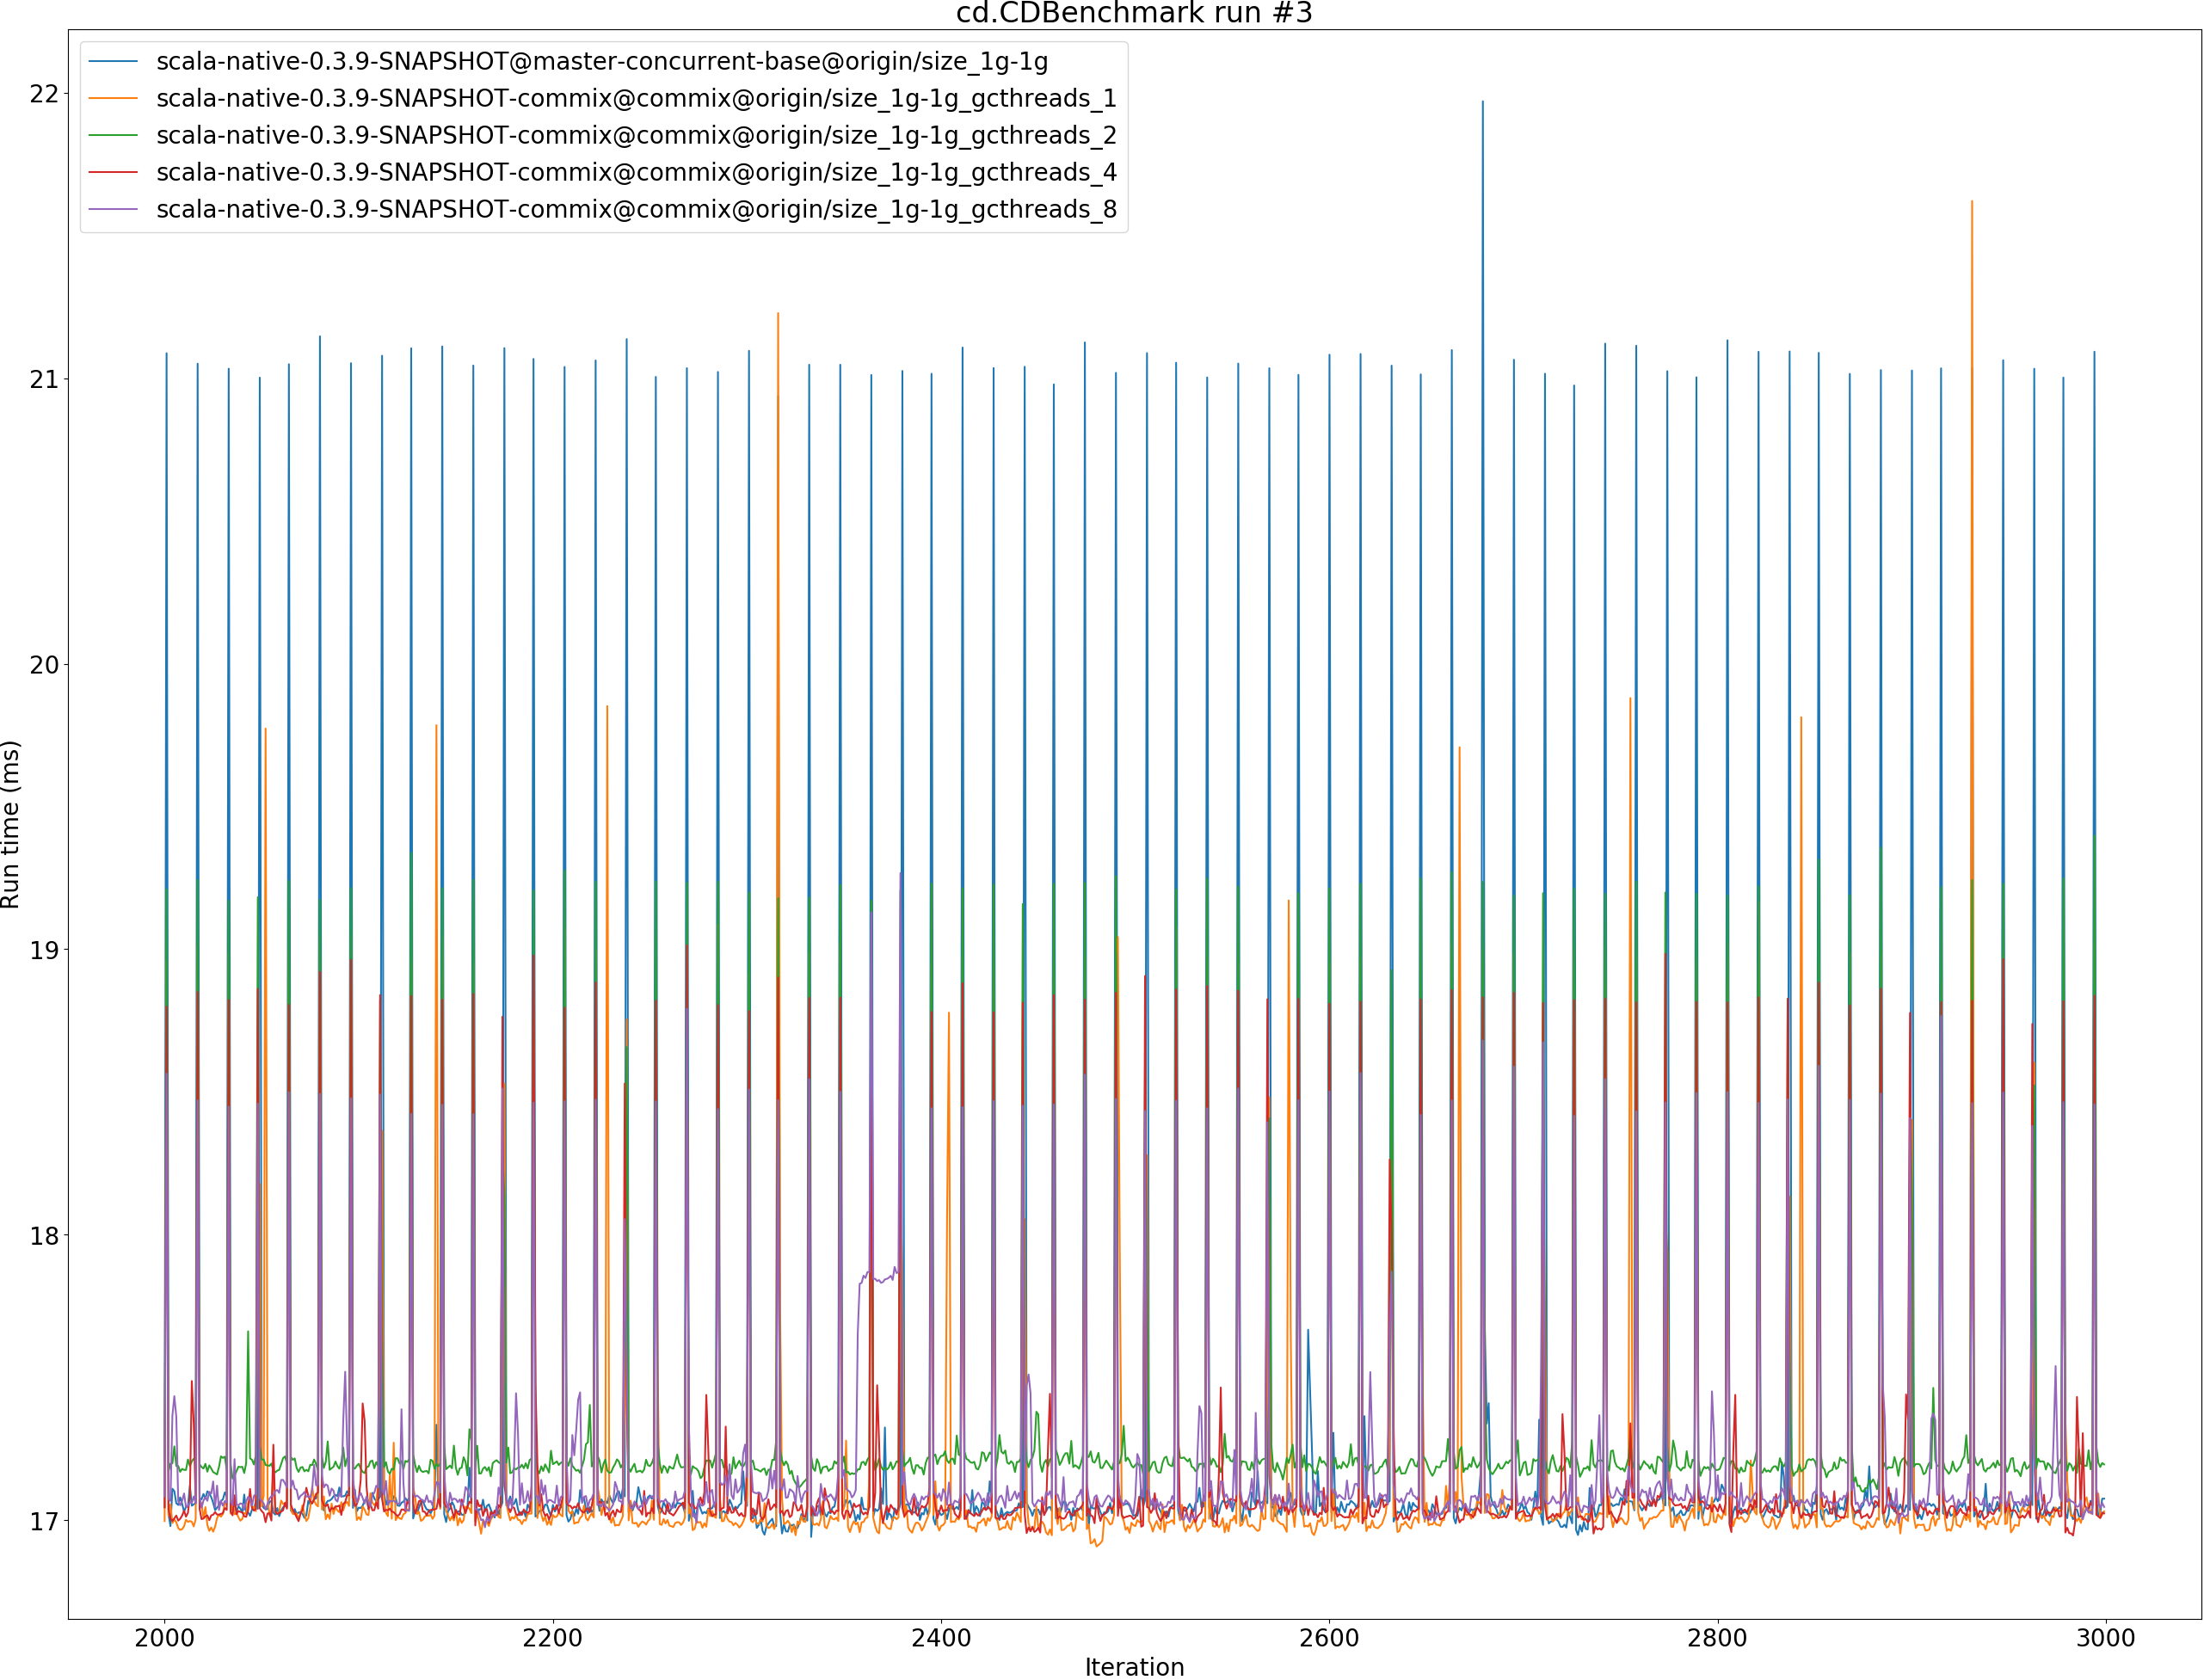 cd.CDBenchmark run #3
scala-native-0.3.9-SNAPSHOT@master-concurrent-base@origin/size_1g-1g
scala-native-0.3.9-SNAPSHOT-commix@commix@origin/size_1g-1g_gcthreads_1
scala-native-0.3.9-SNAPSHOT-commix@commix@origin/size_1g-1g_gcthreads_2
scala-native-0.3.9-SNAPSHOT-commix@commix@origin/size_1g-1g_gcthreads_4
scala-native-0.3.9-SNAPSHOT-commix@commix@origin/size_1g-1g_gcthreads_8
22
21
20
19
18
17
Run time (ms)
2000 2200 2400 2600 2800 3000
Iteration